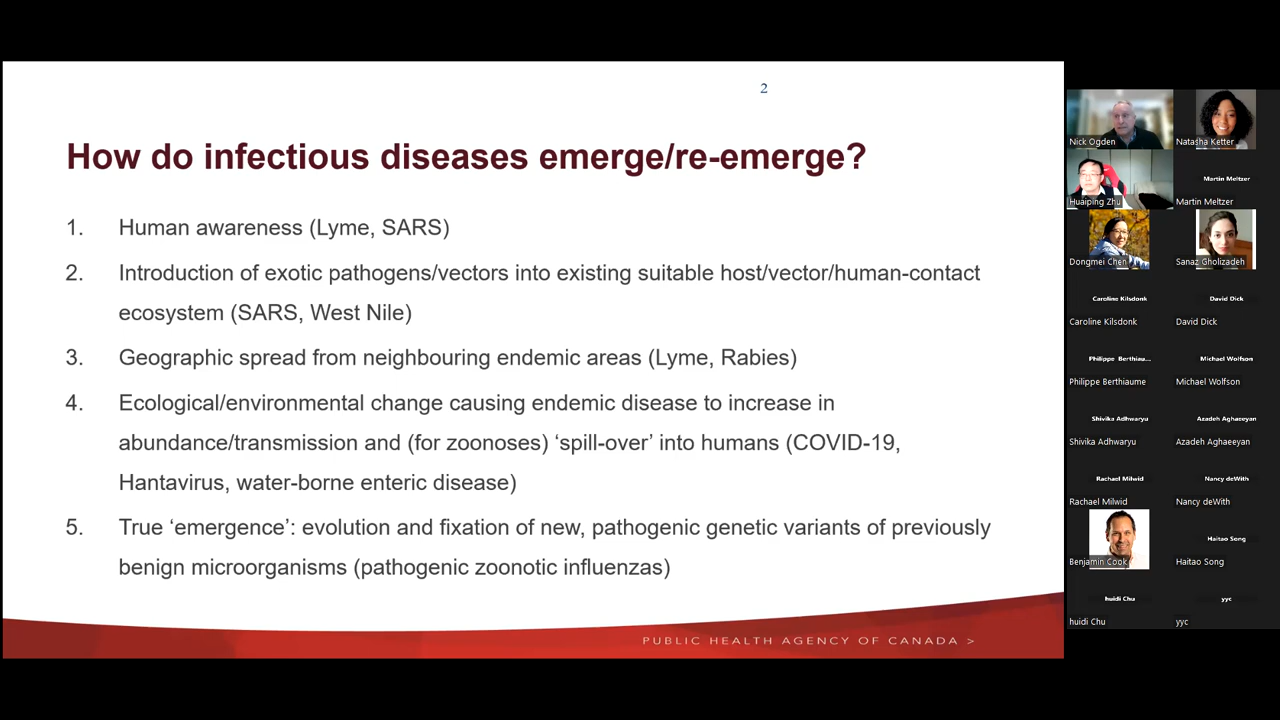 2
How do infectious diseases emerge/re-emerge?
1. Human awareness (Lyme, SARS)
2. Introduction of exotic pathogens/vectors into existing suitable host/vector/human-contact
ecosystem (SARS, West Nile)
3. Geographic spread from neighbouring endemic areas (Lyme, Rabies)
4. Ecological/environmental change causing endemic disease to increase in
abundance/transmission and (for zoonoses) ‘spill-over’ into humans (COVID-19,
Hantavirus, water-borne enteric disease)
5. True ‘emergence’: evolution and fixation of new, pathogenic genetic variants of previously
benign microorganisms (pathogenic zoonotic influenzas)
PUBLIC HEALTH AGENCY OF CANADA >
Nick Ogden
Natasha Ketter
Huaiping Zhu
Martin Meltzer
Martin Meltzer
Dongmei Chen
Sanaz Gholizadeh
Caroline Kilsdonk
Caroline Kilsdonk
David Dick
David Dick
Philippe Berthiau...
Philippe Berthiaume
Michael Wolfson
Michael Wolfson
Shivika Adhwaryu
Shivika Adhwaryu
Azadeh Aghaeeyan
Azadeh Aghaeeyan
Rachael Milwid
Rachael Milwid
Nancy deWith
Nancy deWith
Benjamin Cook
Haitao Song
Haitao Song
huidi Chu
huidi Chu
yyc
yyc